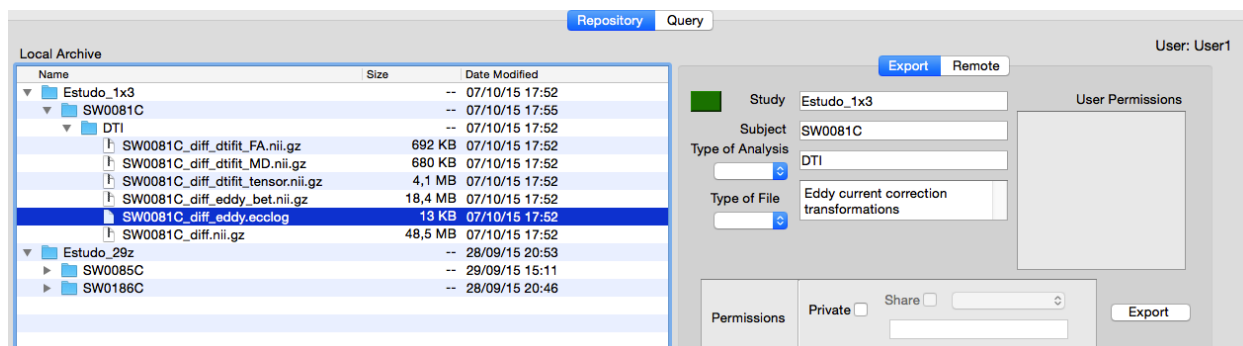 Repository Query
User: User1
Local Archive
Export Remote
Name Size Date Modified
Estudo_1x3 -- 07/10/15 17:52
SW0081C -- 07/10/15 17:55
DTI -- 07/10/15 17:52
SW0081C_diff_dtifit_FA.nii.gz 692 KB 07/10/15 17:52
SW0081C_diff_dtifit_MD.nii.gz 680 KB 07/10/15 17:52
SW0081C_diff_dtifit_tensor.nii.gz 4,1 MB 07/10/15 17:52
SW0081C_diff_eddy_bet.nii.gz 18,4 MB 07/10/15 17:52
SW0081C_diff_eddy.ecclog 13 KB 07/10/15 17:52
SW0081C_diff.nii.gz 48,5 MB 07/10/15 17:52
Estudo_29z -- 28/09/15 20:53
SW0085C -- 29/09/15 15:11
SW0186C -- 28/09/15 20:46
Study Estudo_1x3
Subject SW0081C
Type of Analysis
DTI
Type of File
Eddy current correction
transformations
User Permissions
Permissions
Private
Share
Export